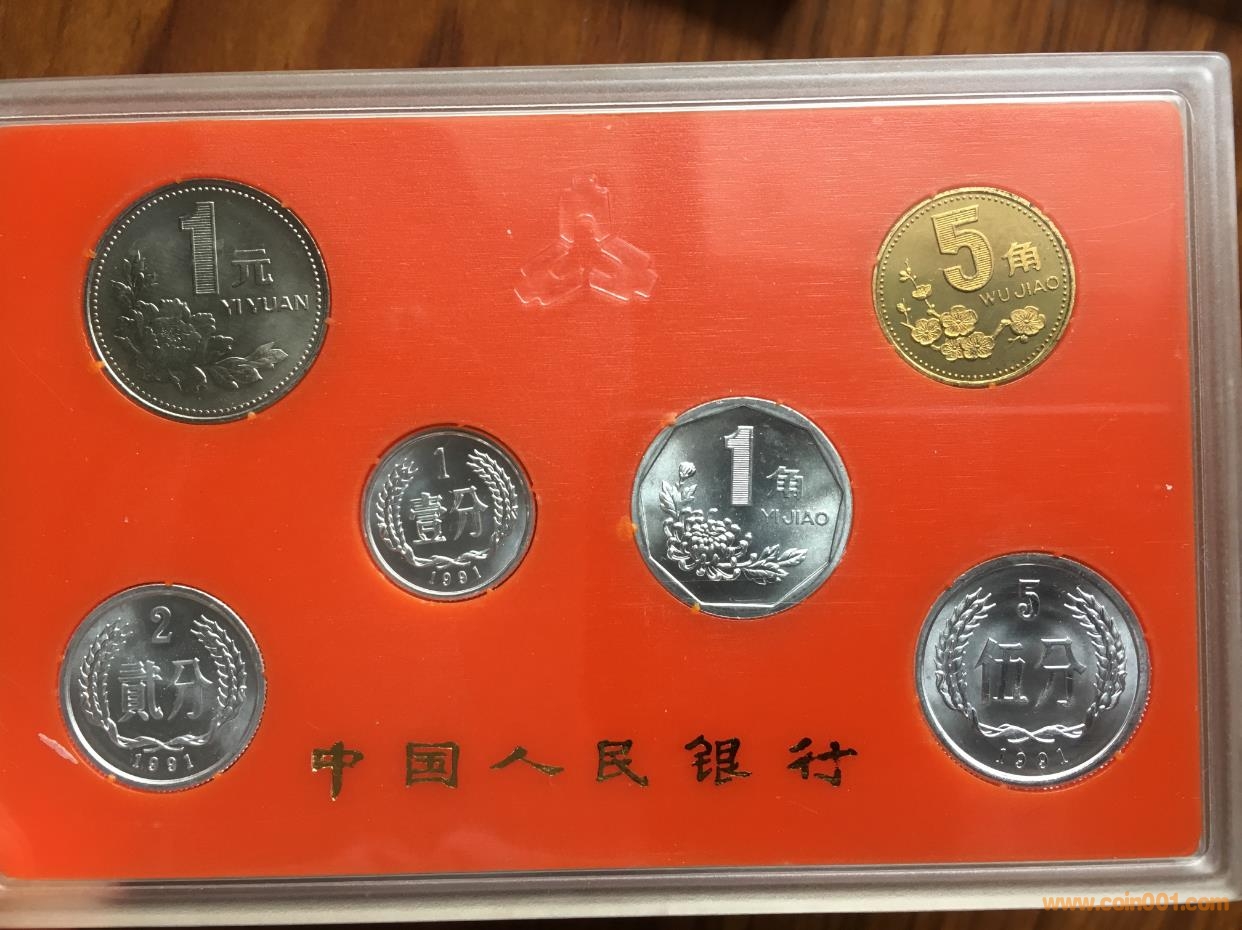 1元
YI YUAN
5角
WU JIAO
1
壹分
1991
1角
YI JIAO
2
贰分
1991
5
伍分
1991
中国人民银行
www.coin001.com